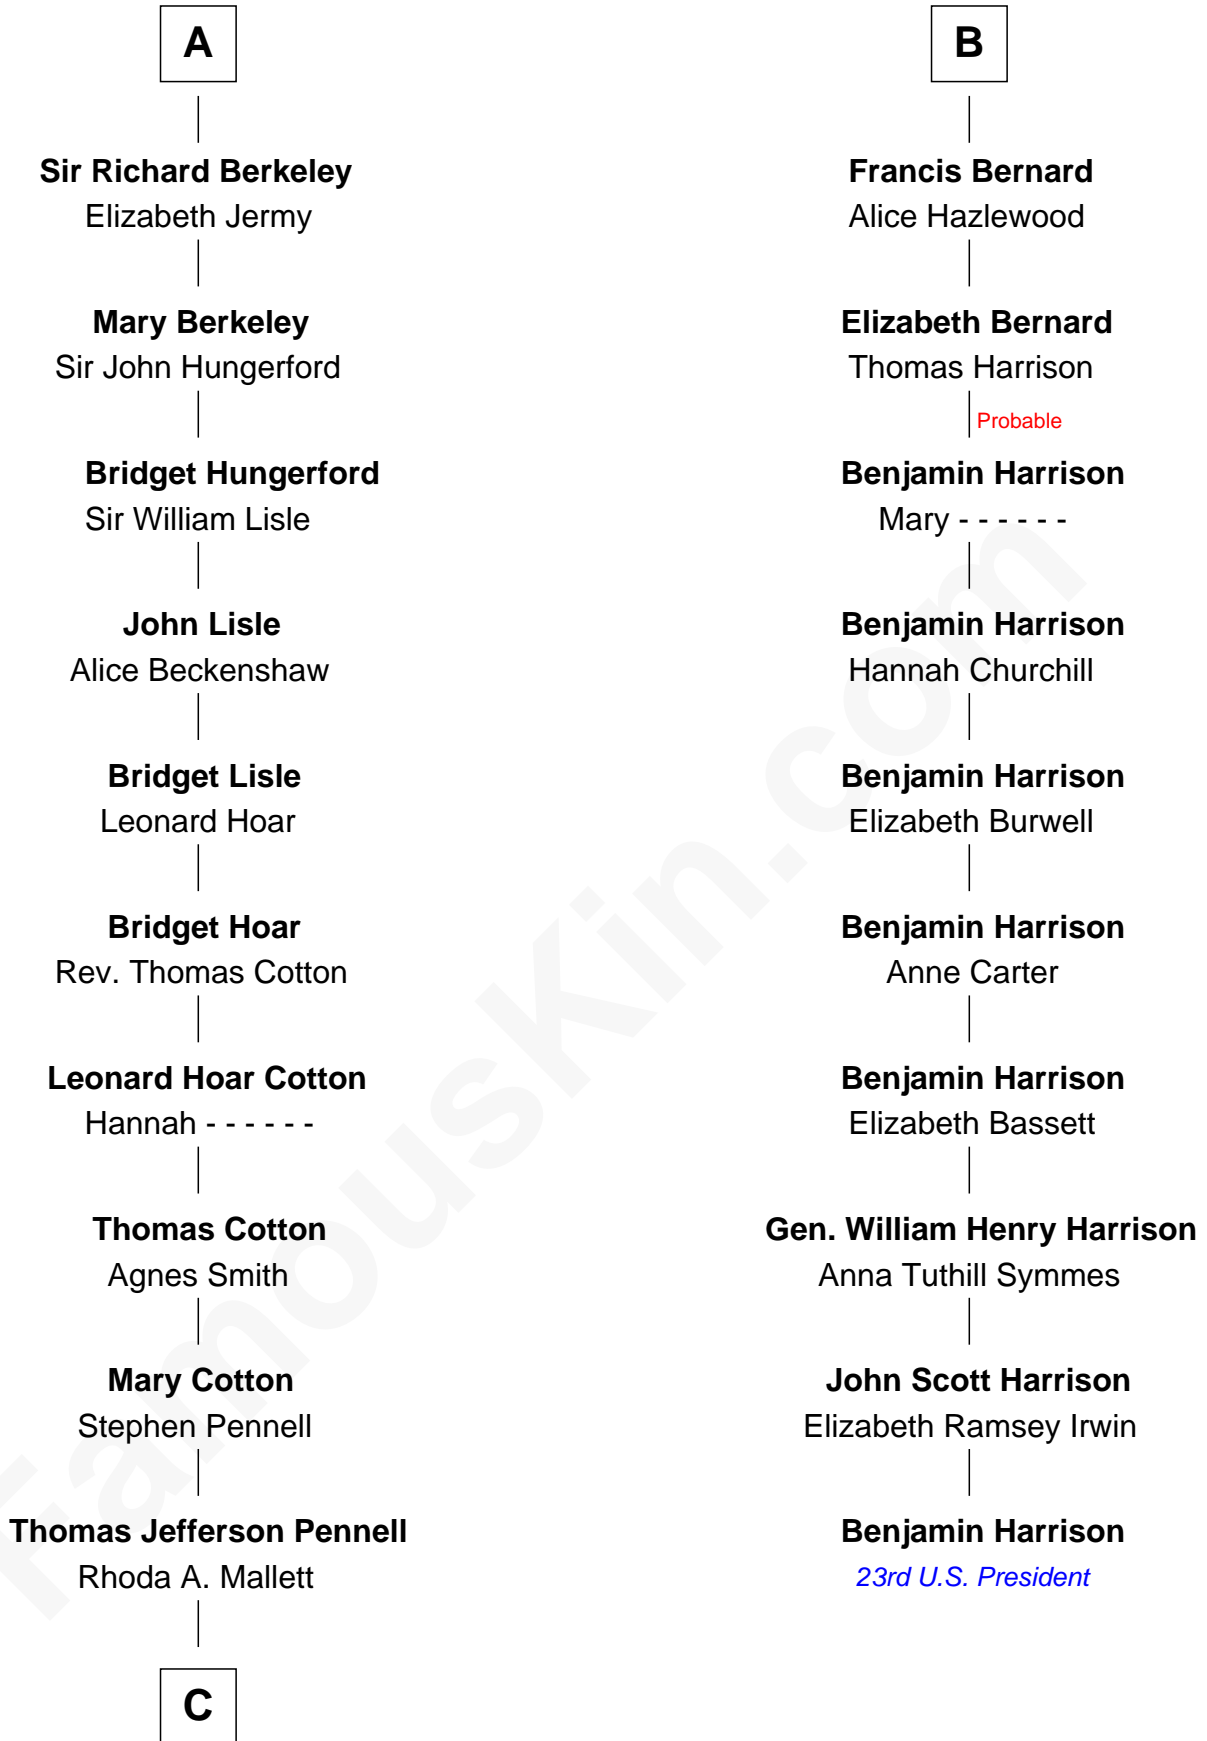 A
Sir Richard Berkeley
Elizabeth Jermy
Mary Berkeley
Sir John Hungerford
Bridget Hungerford
Sir William Lisle
John Lisle
Alice Beckenshaw
Bridget Lisle
Leonard Hoar
Bridget Hoar
Rev. Thomas Cotton
Leonard Hoar Cotton
Hannah - - - - - -
Thomas Cotton
Agnes Smith
Mary Cotton
Stephen Pennell
Thomas Jefferson Pennell
Rhoda A. Mallett
C
B
Francis Bernard
Alice Hazlewood
Elizabeth Bernard
Thomas Harrison
Probable
Benjamin Harrison
Mary - - - - - -
Benjamin Harrison
Hannah Churchill
Benjamin Harrison
Elizabeth Burwell
Benjamin Harrison
Anne Carter
Benjamin Harrison
Elizabeth Bassett
Gen. William Henry Harrison
Anna Tuthill Symmes
John Scott Harrison
Elizabeth Ramsey Irwin
Benjamin Harrison
23rd U.S. President
FamousKin.com